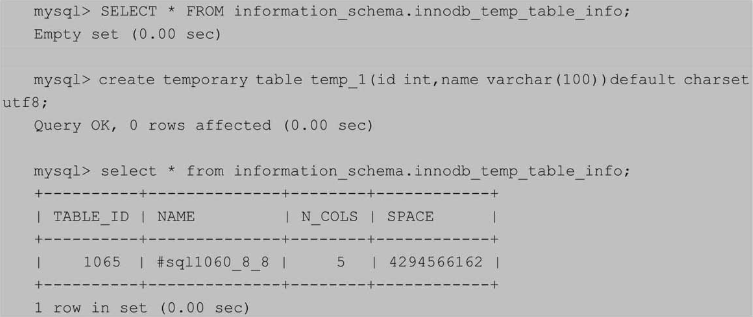 mysql> SELECT * FROM information_schema.innodb_temp_table_info;
Empty set (0.00 sec)
mysql> create temporary table temp_1(id int,name varchar(100))default charset
utf8;
Query OK, 0 rows affected (0.00 sec)
mysql> select * from information_schema.innodb_temp_table_info;
+----------+--------------+--------+------------+
| TABLE_ID | NAME | N_COLS | SPACE |
+----------+--------------+--------+------------+
| 1065 | #sql1060_8_8 | 5 | 4294566162 |
+----------+--------------+--------+------------+
1 row in set (0.00 sec)